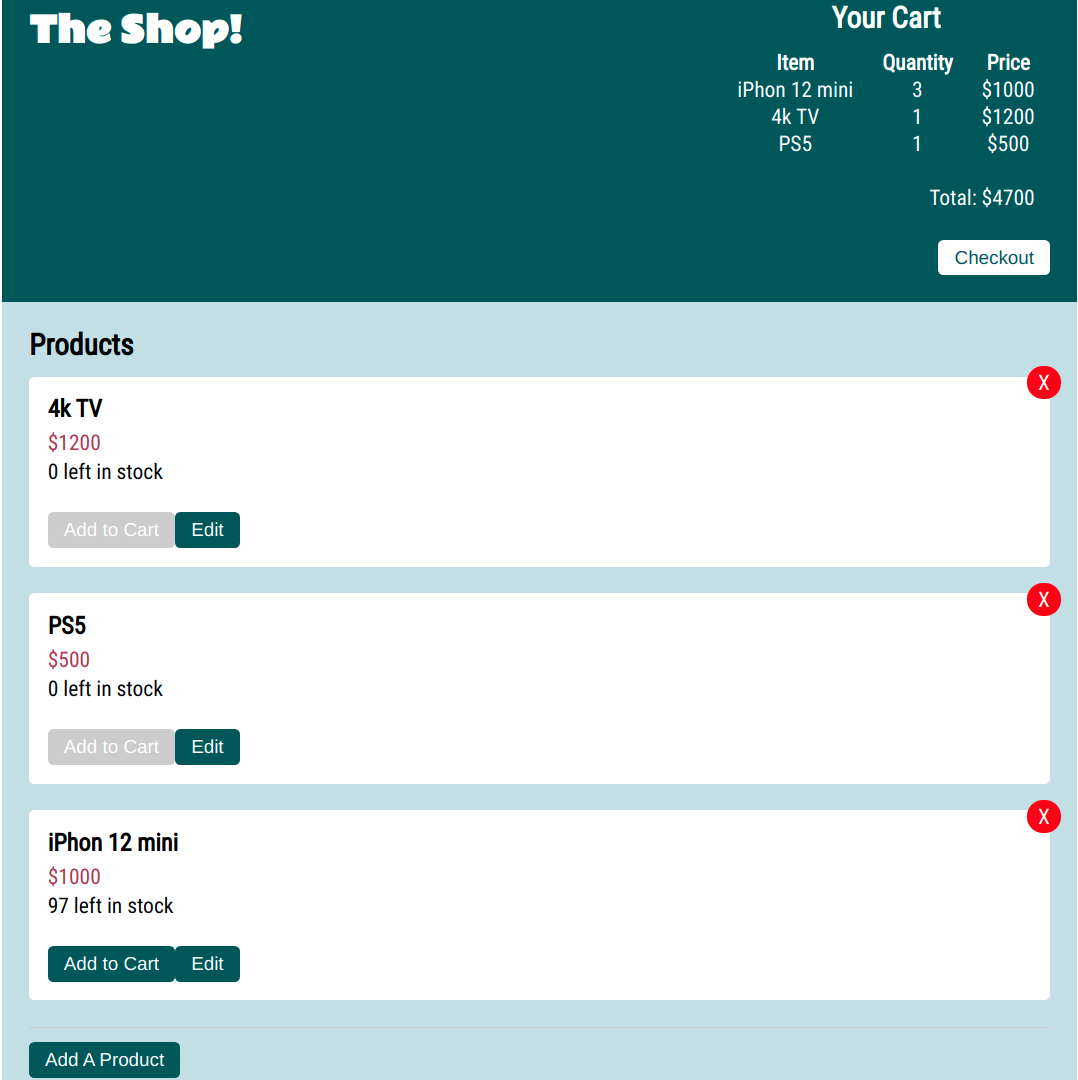 The Shop!
Your Cart
Item Quantity Price
iPhon 12 mini 3 $1000
4k TV 1 $1200
PS5 1 $500
Total: $4700
Checkout
Products
X
4k TV
$1200
0 left in stock
Add to Cart Edit
X
PS5
$500
0 left in stock
Add to Cart Edit
X
iPhon 12 mini
$1000
97 left in stock
Add to Cart Edit
Add A Product